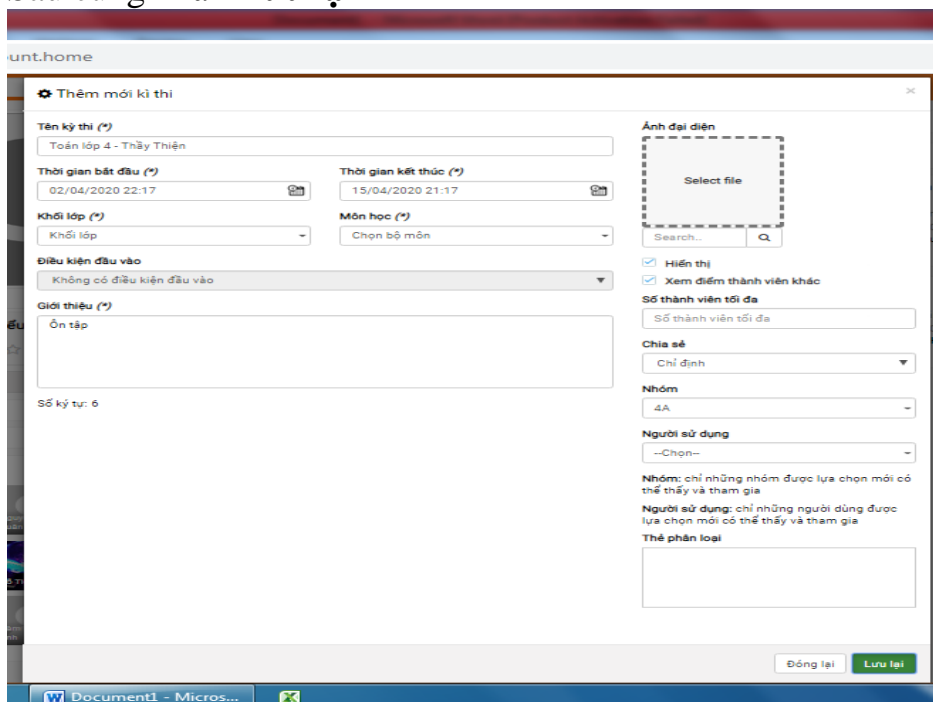 ount.home
Thêm mới kì thi ×
Tên kỳ thi (*)
Toán lớp 4 - Thầy Thiện
Thời gian bắt đầu (*) Thời gian kết thúc (*)
02/04/2020 22:17 15/04/2020 21:17
Khối lớp (*) Môn học (*)
Khối lớp Chọn bộ môn
Điều kiện đầu vào
Không có điều kiện đầu vào
Giới thiệu (*)
Ôn tập
Số ký tự: 6
Ảnh đại diện
Select file
Search..
Hiển thị
Xem điểm thành viên khác
Số thành viên tối đa
Số thành viên tối đa
Chia sẻ
Chỉ định
Nhóm
4A
Người sử dụng
--Chọn--
Nhóm: chỉ những nhóm được lựa chọn mới có
thể thấy và tham gia
Người sử dụng: chỉ những người dùng được
lựa chọn mới có thể thấy và tham gia
Thẻ phân loại
Đóng lại Lưu lại
Document1 - Micros...